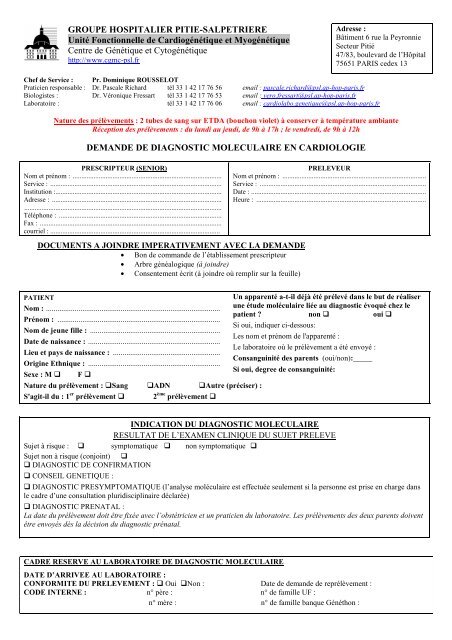 GROUPE HOSPITALIER PITIE-SALPETRIERE
Unité Fonctionnelle de Cardiogénétique et Myogénétique
Centre de Génétique et Cytogénétique
http://www.cgmc-psl.fr
Adresse :
Bâtiment 6 rue la Peyronnie
Secteur Pitié
47/83, boulevard de l'Hôpital
75651 PARIS cedex 13
Chef de Service : Pr. Dominique ROUSSELOT
Praticien responsable : Dr. Pascale Richard tél 33 1 42 17 76 56 email : pascale.richard@psl.ap-hop-paris.fr
Biologistes : Dr. Véronique Fressart tél 33 1 42 17 76 53 email : vero.fressart@psl.ap-hop-paris.fr
Laboratoire : tél 33 1 42 17 76 06 email : cardiolabo.genetique@psl.ap-hop-paris.fr
Nature des prélèvements : 2 tubes de sang sur ETDA (bouchon violet) à conserver à température ambiante
Réception des prélèvements : du lundi au jeudi, de 9h à 17h ; le vendredi, de 9h à 12h
DEMANDE DE DIAGNOSTIC MOLECULAIRE EN CARDIOLOGIE
PRESCRIPTEUR (SENIOR)
Nom et prénom :
Service :
Institution :
Adresse :
Téléphone :
Fax :
courriel :
PRELEVEUR
Nom et prénom :
Service :
Date :
Heure :
DOCUMENTS A JOINDRE IMPERATIVEMENT AVEC LA DEMANDE
• Bon de commande de l'établissement prescripteur
• Arbre généalogique (à joindre)
• Consentement écrit (à joindre où remplir sur la feuille)
PATIENT
Nom :
Prénom :
Nom de jeune fille :
Date de naissance :
Lieu et pays de naissance :
Origine Ethnique :
Sexe : M ❑ F ❑
Un apparenté a-t-il déjà été prélevé dans le but de réaliser
une étude moléculaire liée au diagnostic évoqué chez le
patient ? non ❑ oui ❑
Si oui, indiquer ci-dessous:
Les nom et prénom de l'apparenté :
Le laboratoire où le prélèvement a été envoyé :
Consanguinité des parents (oui/non):_____
Si oui, degré de consanguinité:
Nature du prélèvement : ❑Sang ❑ADN ❑Autre (préciser) :
S'agit-il du : 1er prélèvement ❑ 2ème prélèvement ❑
INDICATION DU DIAGNOSTIC MOLECULAIRE
RESULTAT DE L'EXAMEN CLINIQUE DU SUJET PRELEVE
Sujet à risque : ❑ symptomatique ❑ non symptomatique ❑
Sujet non à risque (conjoint) ❑
❑ DIAGNOSTIC DE CONFIRMATION
❑ CONSEIL GENETIQUE :
❑ DIAGNOSTIC PRESYMPTOMATIQUE (l'analyse moléculaire est effectuée seulement si la personne est prise en charge dans
le cadre d'une consultation pluridisciplinaire déclarée)
❑ DIAGNOSTIC PRENATAL :
La date du prélèvement doit être fixée avec l'obstétricien et un praticien du laboratoire. Les prélèvements des deux parents doivent
être envoyés dès la décision du diagnostic prénatal.
CADRE RESERVE AU LABORATOIRE DE DIAGNOSTIC MOLECULAIRE
DATE D'ARRIVEE AU LABORATOIRE :
CONFORMITE DU PRELEVEMENT : ❑ Oui ❑Non : Date de demande de reprélèvement :
CODE INTERNE : n° père : n° de famille UF :
n° mère : n° de famille banque Généthon :